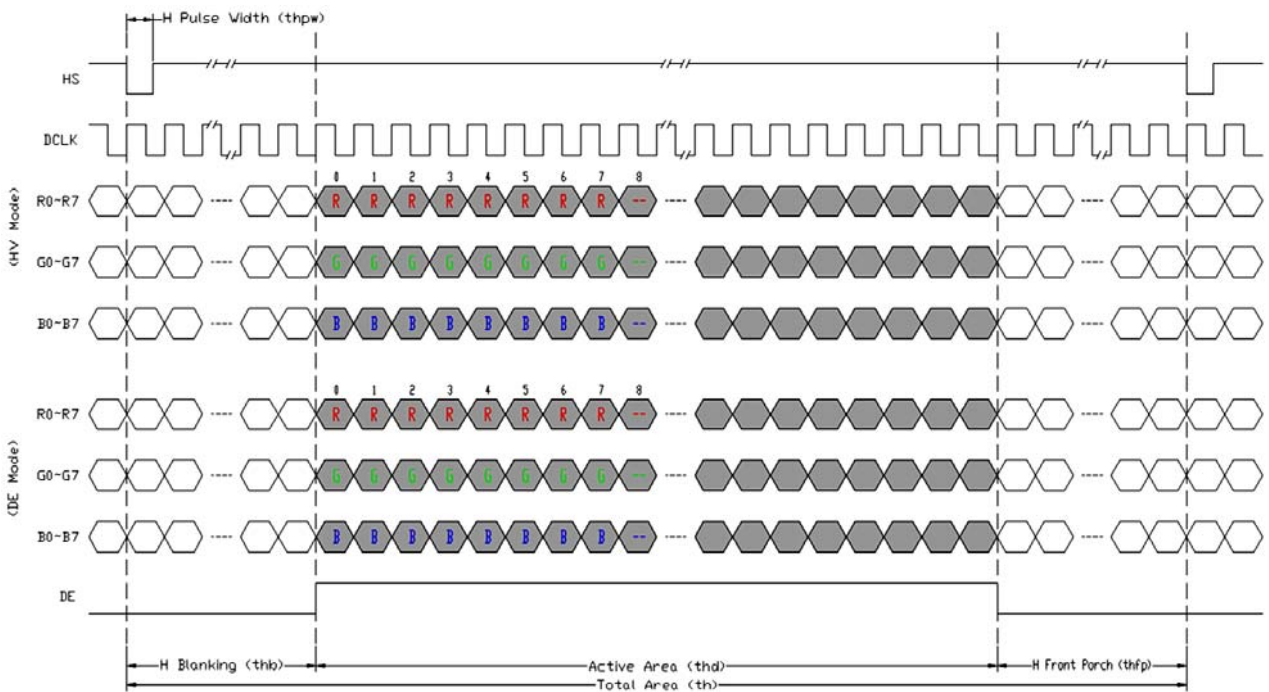 H Pulse Width (thpw)
HS
DCLK
(HV Mode)
0 1 2 3 4 5 6 7 8
R0~R7 R R R R R R R R -- ----
G0~G7 G G G G G G G G -- ----
B0~B7 B B B B B B B B -- ----
(DE Mode)
0 1 2 3 4 5 6 7 8
R0~R7 R R R R R R R R -- ----
G0~G7 G G G G G G G G -- ----
B0~B7 B B B B B B B B -- ----
DE
H Blanking (thb) Active Area (thd) H Front Porch (thfp)
Total Area (th)